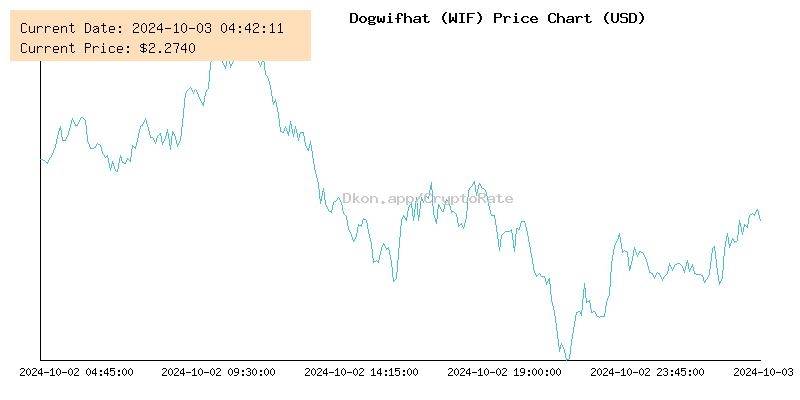 Dogwifhat (WIF) Price Chart (USD)
Current Date: 2024-10-03 04:42:11
Current Price: $2.2740
Dkon.app/CryptoRate
2024-10-02 04:45:00
2024-10-02 09:30:00
2024-10-02 14:15:00
2024-10-02 19:00:00
2024-10-02 23:45:00
2024-10-03